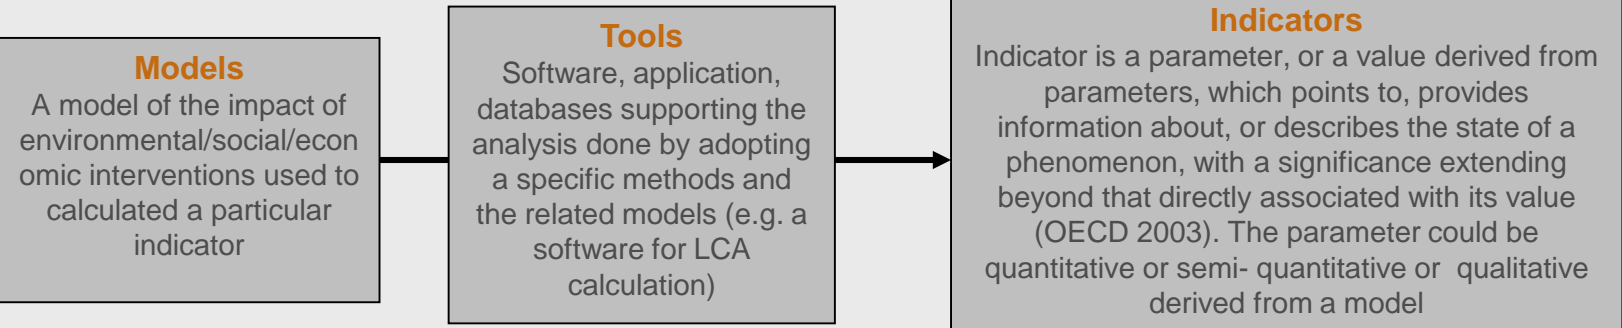 Models
A model of the impact of
environmental/social/econ
omic interventions used to
calculated a particular
indicator
Tools
Software, application,
databases supporting the
analysis done by adopting
a specific methods and
the related models (e.g. a
software for LCA
calculation)
Indicators
Indicator is a parameter, or a value derived from
parameters, which points to, provides
information about, or describes the state of a
phenomenon, with a significance extending
beyond that directly associated with its value
(OECD 2003). The parameter could be
quantitative or semi- quantitative or  qualitative
derived from a model